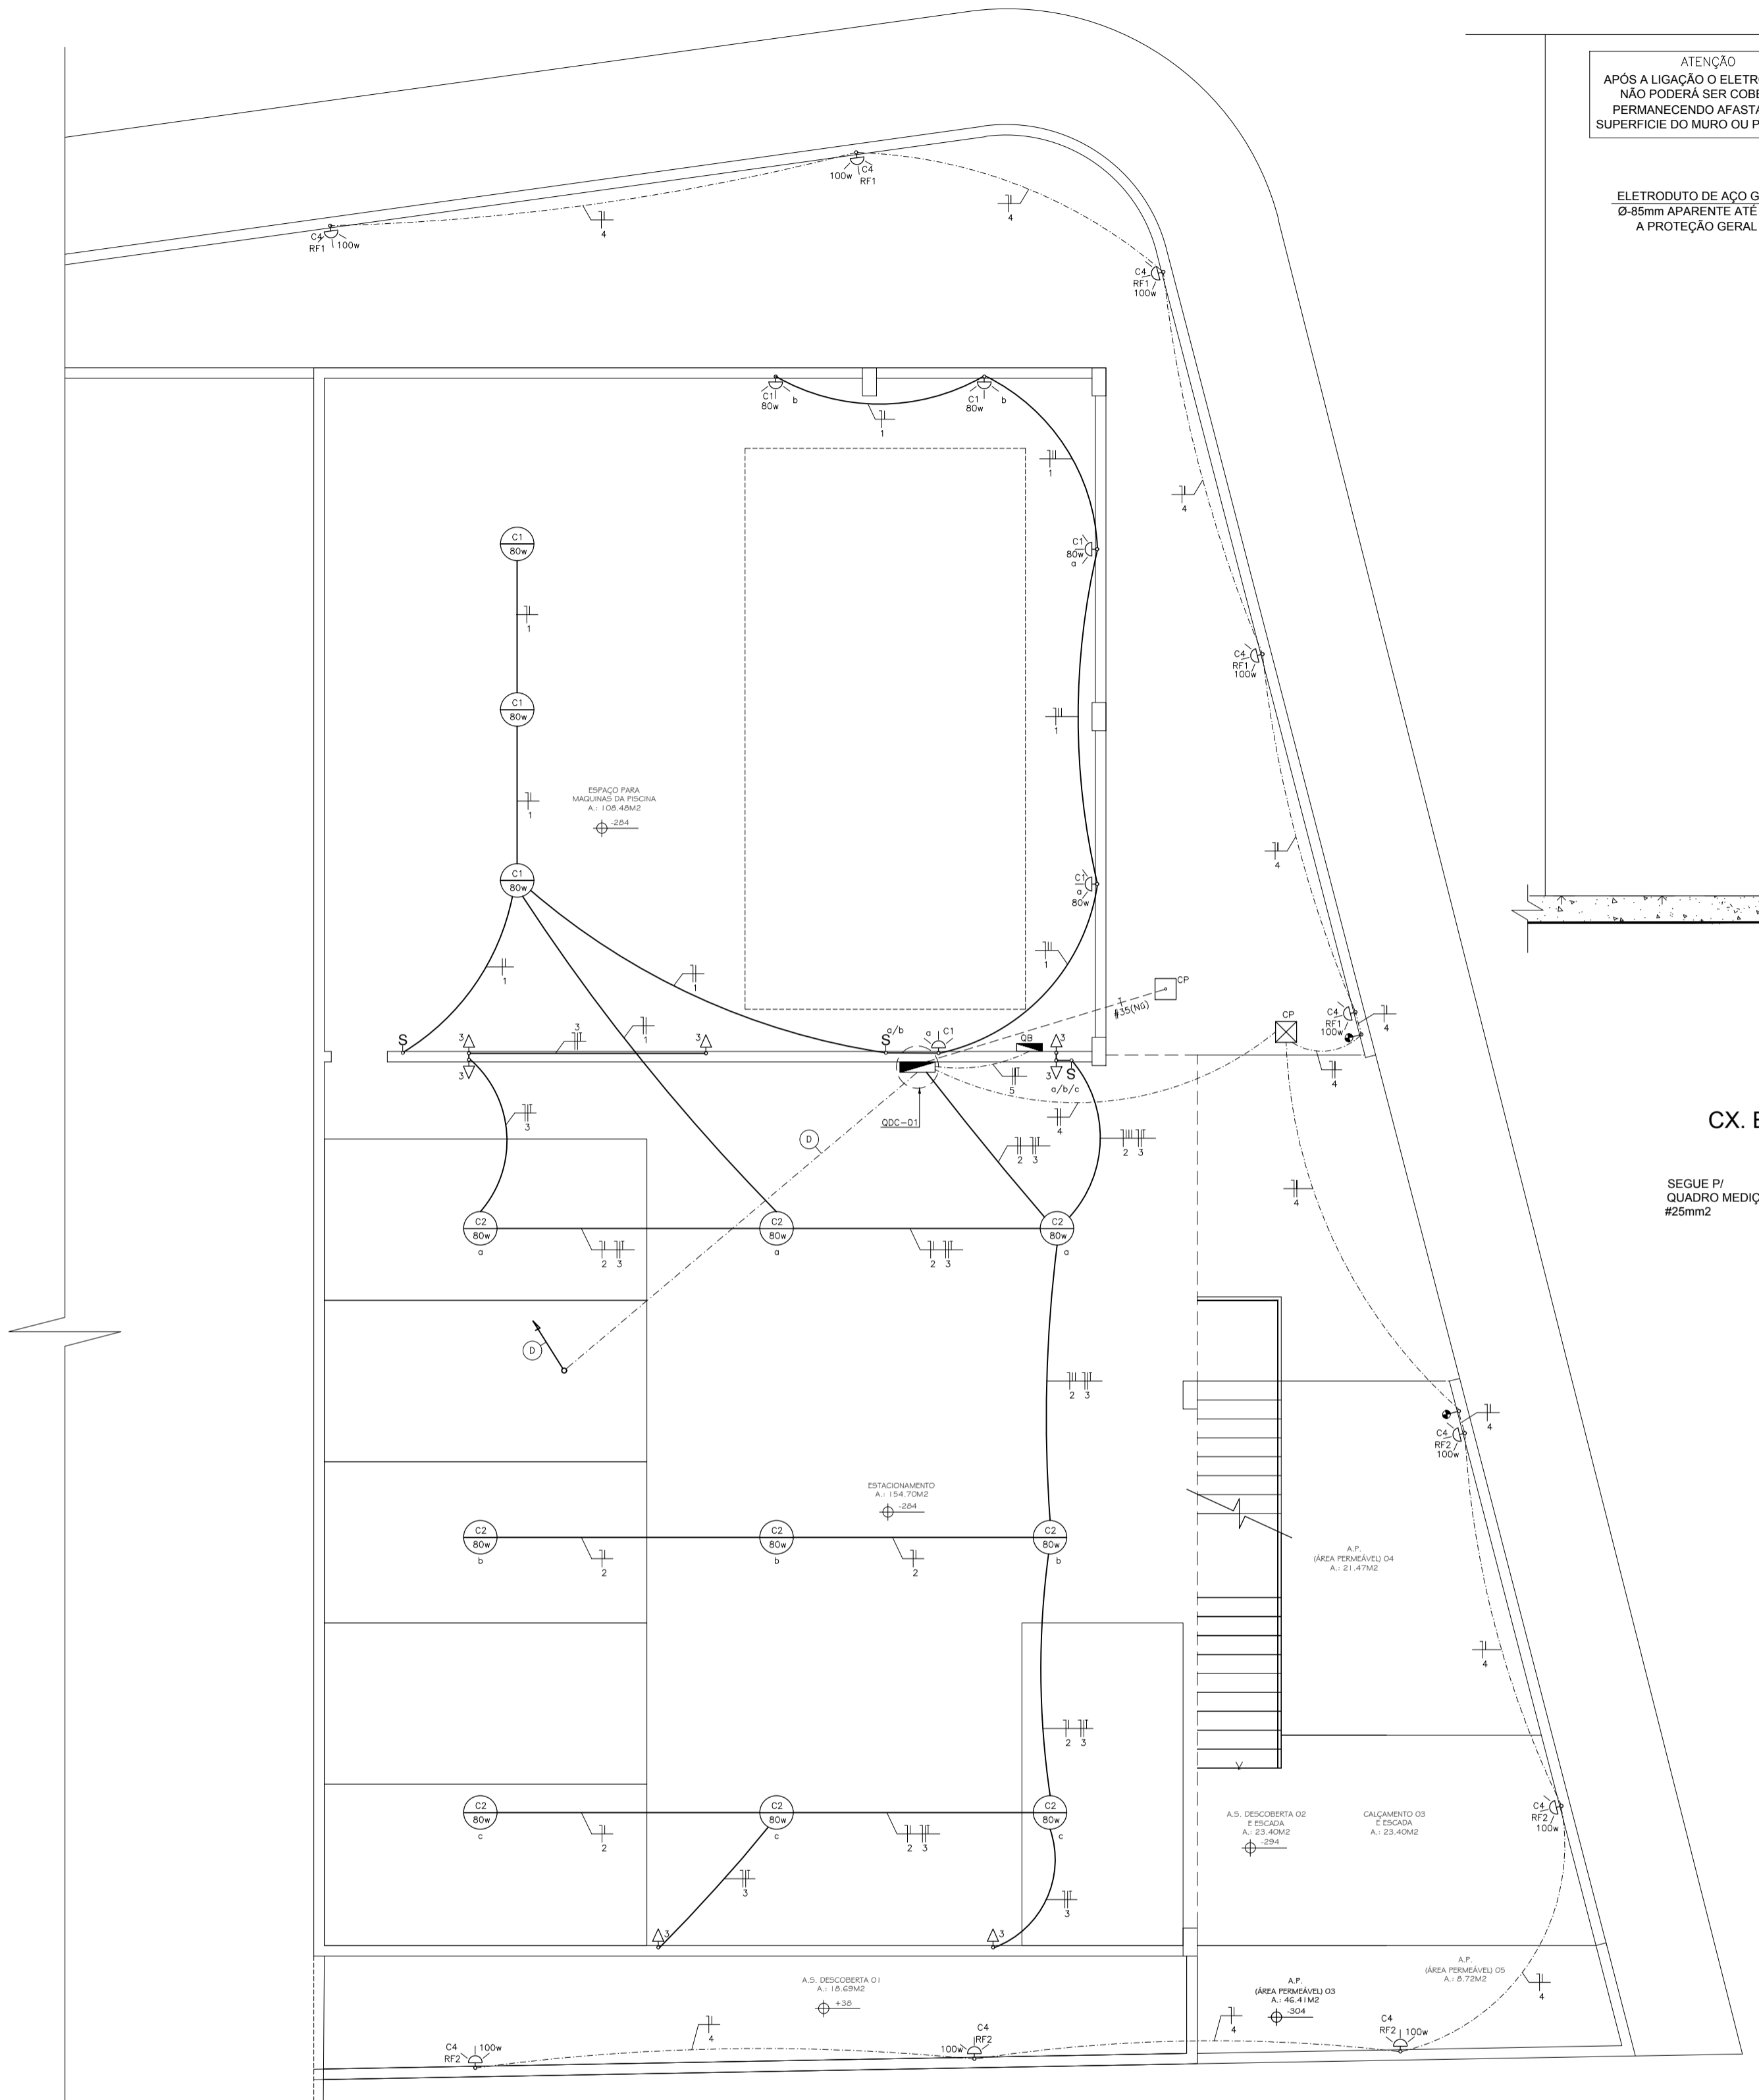 ATENÇÃO
APÓS A LIGAÇÃO O ELETR
NÃO PODERÁ SER COB
PERMANECENDO AFAST
SUPERFICIE DO MURO OU P
ELETRODUTO DE AÇO G
Ø-85mm APARENTE ATÉ
A PROTEÇÃO GERAL
100w C4
RF1
4
4
C4
RF1 100w
C4
RF1
100w
C1
80w b
C1
80w b
1
1
4
C1
80w
C1
80w
a
1
C4
RF1
100w
C1
80w
1
ESPAÇO PARA
MAQUINAS DA PISCINA
A.: 108.48M2
-284
1
4
C1
80w
C1
a
80w
1
1
1
CP
#35(Nú)
C4
RF1
100w
4
CP
S
3
3
1
3
a/b
S
a C1
QB
3
3
S
a/b/c
5
4
4
3
QDC-01
D
2 3
2 3
CX. E
SEGUE P/
QUADRO MEDIÇ
#25mm2
4
C2
80w
a
C2
80w
a
C2
80w
a
2 3
2 3
D
2 3
4
C4
RF2
100w
ESTACIONAMENTO
A.: 154.70M2
-284
C2
80w
b
C2
80w
b
C2
80w
b
2
2
A.P.
(ÁREA PERMEÁVEL) 04
A.: 21.47M2
4
2 3
C2
80w
c
C2
80w
c
C2
80w
c
2
2 3
A.S. DESCOBERTA 02
E ESCADA
A.: 23.40M2
-294
CALÇAMENTO 03
E ESCADA
A.: 23.40M2
C4
RF2
100w
3
3
3
3
A.S. DESCOBERTA 01
A.: 18.69M2
+38
A.P.
(ÁREA PERMEÁVEL) 03
A.: 46.41M2
-304
A.P.
(ÁREA PERMEÁVEL) 05
A.: 8.72M2
4
4
4
C4
RF2 100w
C4
RF2
100w
C4
RF2 100w